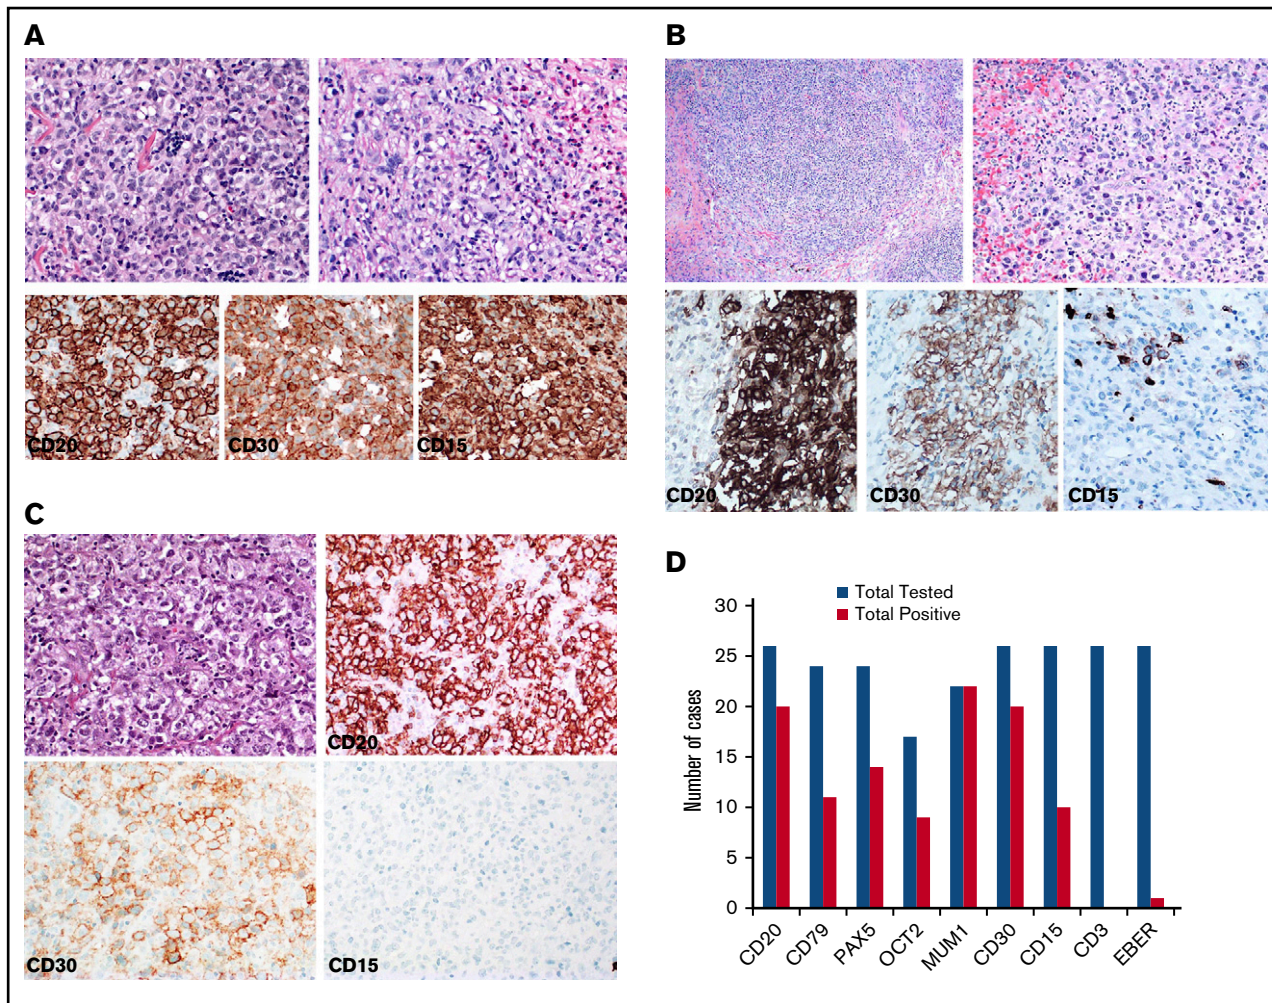 A
CD20
CD30
CD15
B
CD20
CD30
CD15
C
CD20
CD30
CD15
D
Total Tested
Total Positive
Number of cases
30
25
20
15
10
5
0
CD20
CD79
PAX5
OCT2
MUM1
CD30
CD15
CD3
EBER